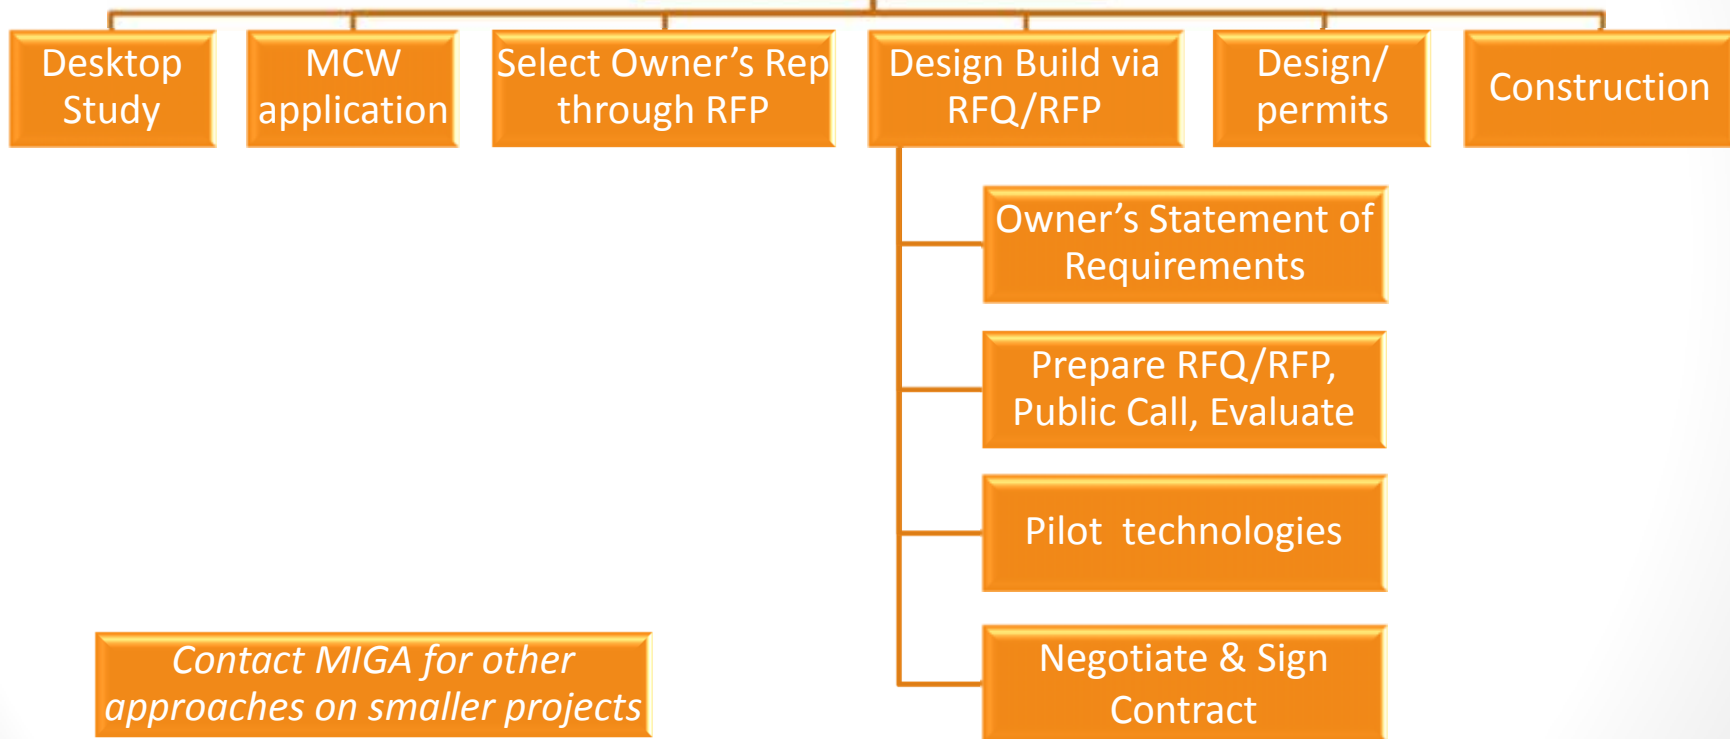 Desktop
Study
MCW
application
Select Owner’s Rep
through RFP
Design Build via
RFQ/RFP
Design/
permits
Construction
Owner’s Statement of
Requirements
Prepare RFQ/RFP,
Public Call, Evaluate
Pilot  technologies
Negotiate & Sign
Contract
Contact MIGA for other
approaches on smaller projects